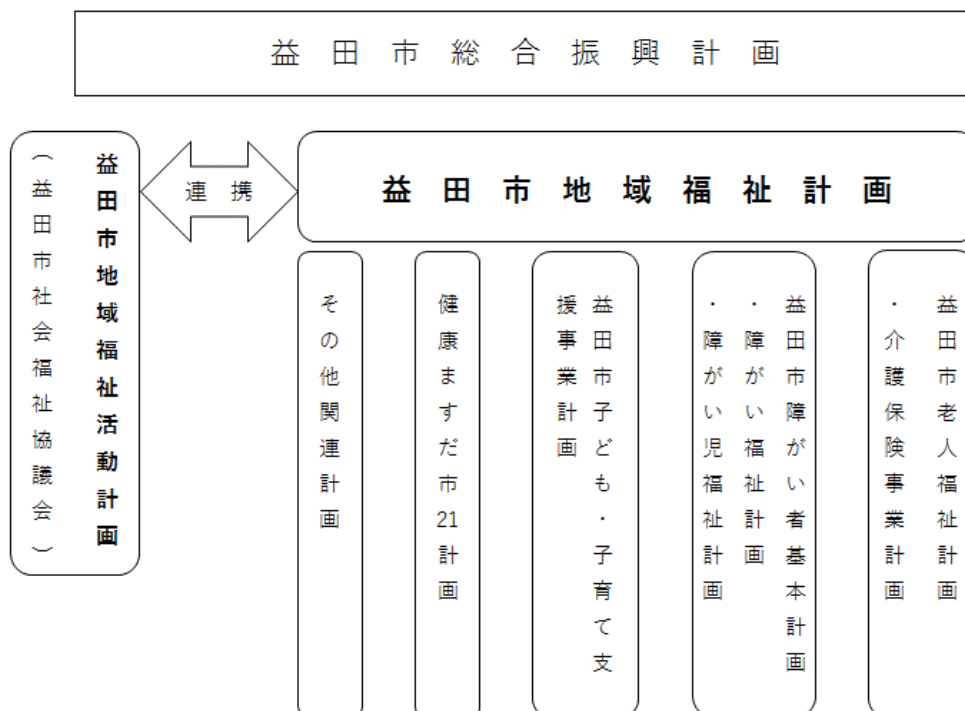 益田市総合振興計画
益田市地域福祉計画
連携
益田市地域福祉活動計画
（益田市社会福祉協議会）
益田市老人福祉計画
・介護保険事業計画
益田市障がい者基本計画
・障がい福祉計画
・障がい児福祉計画
益田市子ども・子育て支
援事業計画
健康ますだ市21計画
その他関連計画